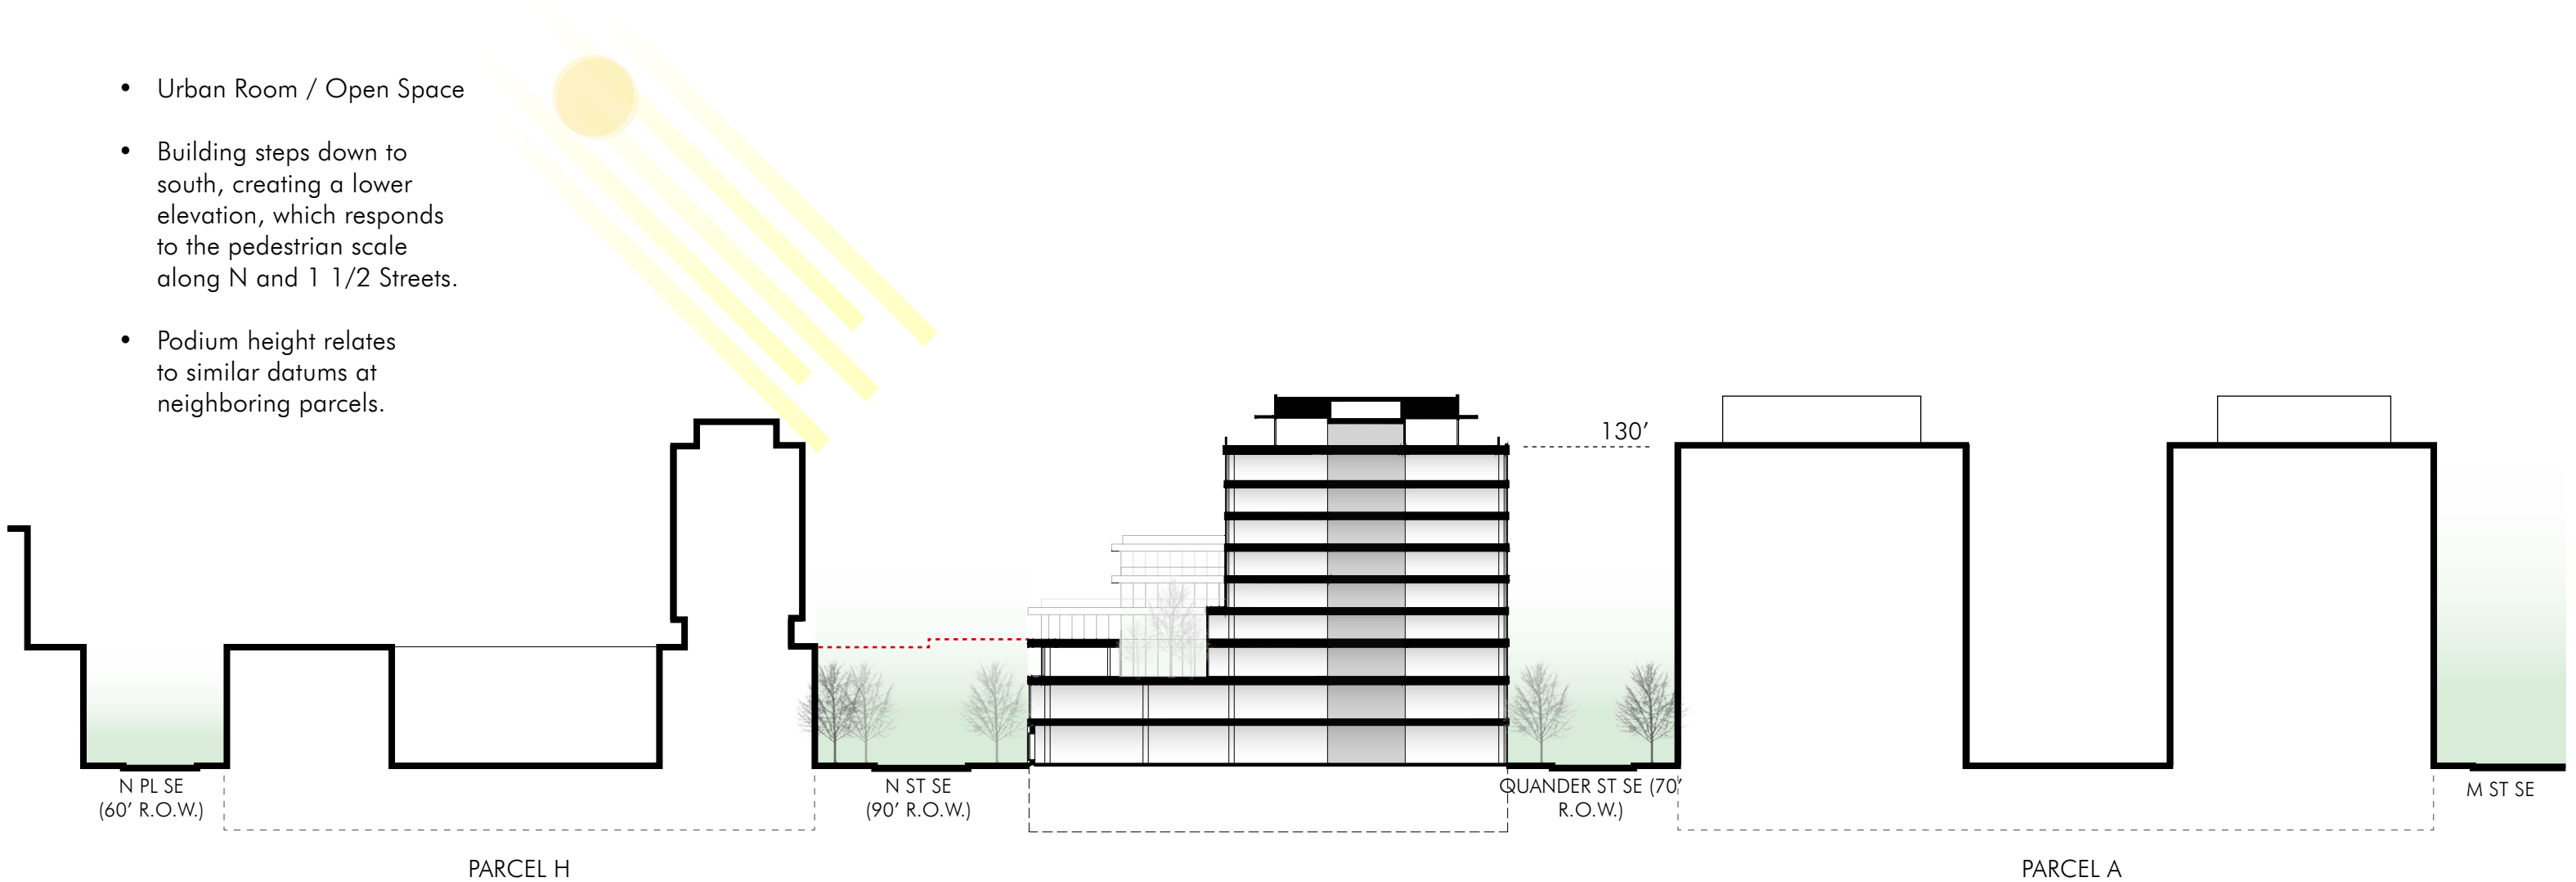 • Urban Room / Open Space
• Building steps down to
south, creating a lower
elevation, which responds
to the pedestrian scale
along N and 1 1/2 Streets.
• Podium height relates
to similar datums at
neighboring parcels.
130’
N PL SE
(60’ R.O.W.)
N ST SE
(90’ R.O.W.)
QUANDER ST SE (70’
R.O.W.)
M ST SE
PARCEL H
PARCEL A